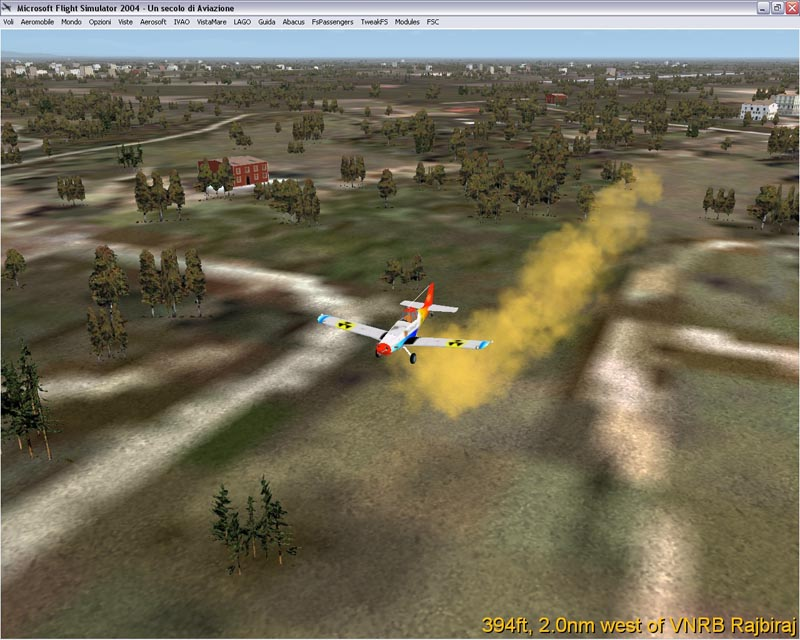 Microsoft Flight Simulator 2004 - Un secolo di Aviazione
Voli Aeromobile Mondo Opzioni Viste Aerosoft IVAO VistaMare LAGO Guida Abacus FsPassengers TweakFS Modules FSC
394ft, 2.0nm west of VNRB Rajbiraj